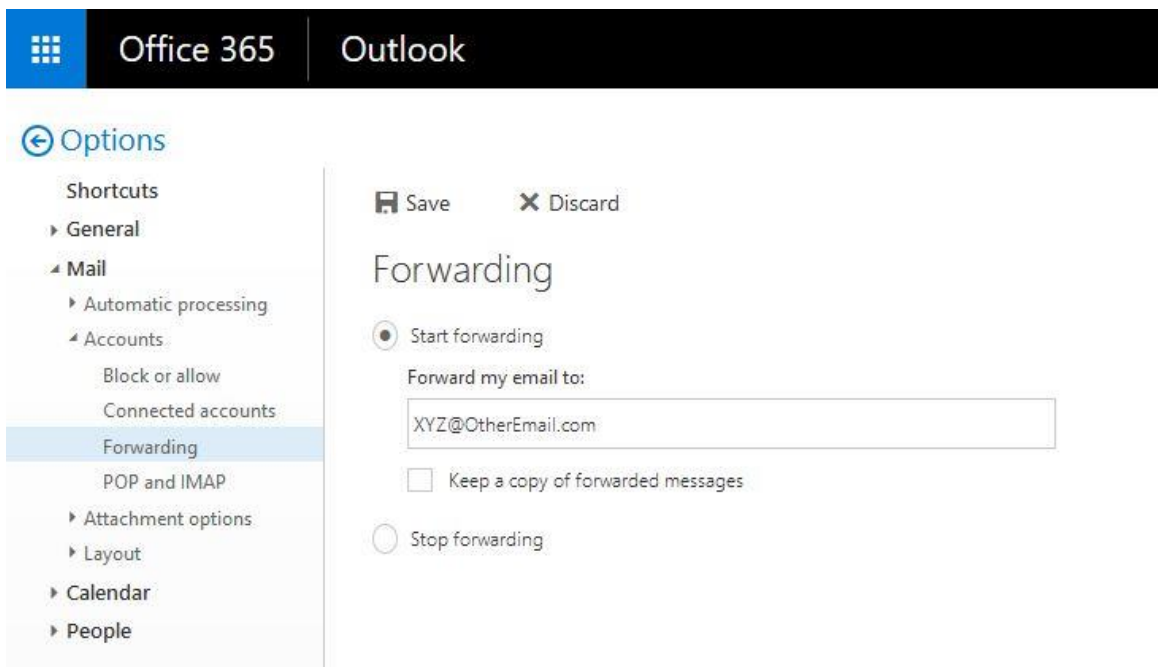 Office 365 Outlook
Options
Shortcuts
General
Mail
Automatic processing
Accounts
Block or allow
Connected accounts
Forwarding
POP and IMAP
Attachment options
Layout
Calendar
People
Save Discard
Forwarding
Start forwarding
Forward my email to:
XYZ@OtherEmail.com
Keep a copy of forwarded messages
Stop forwarding